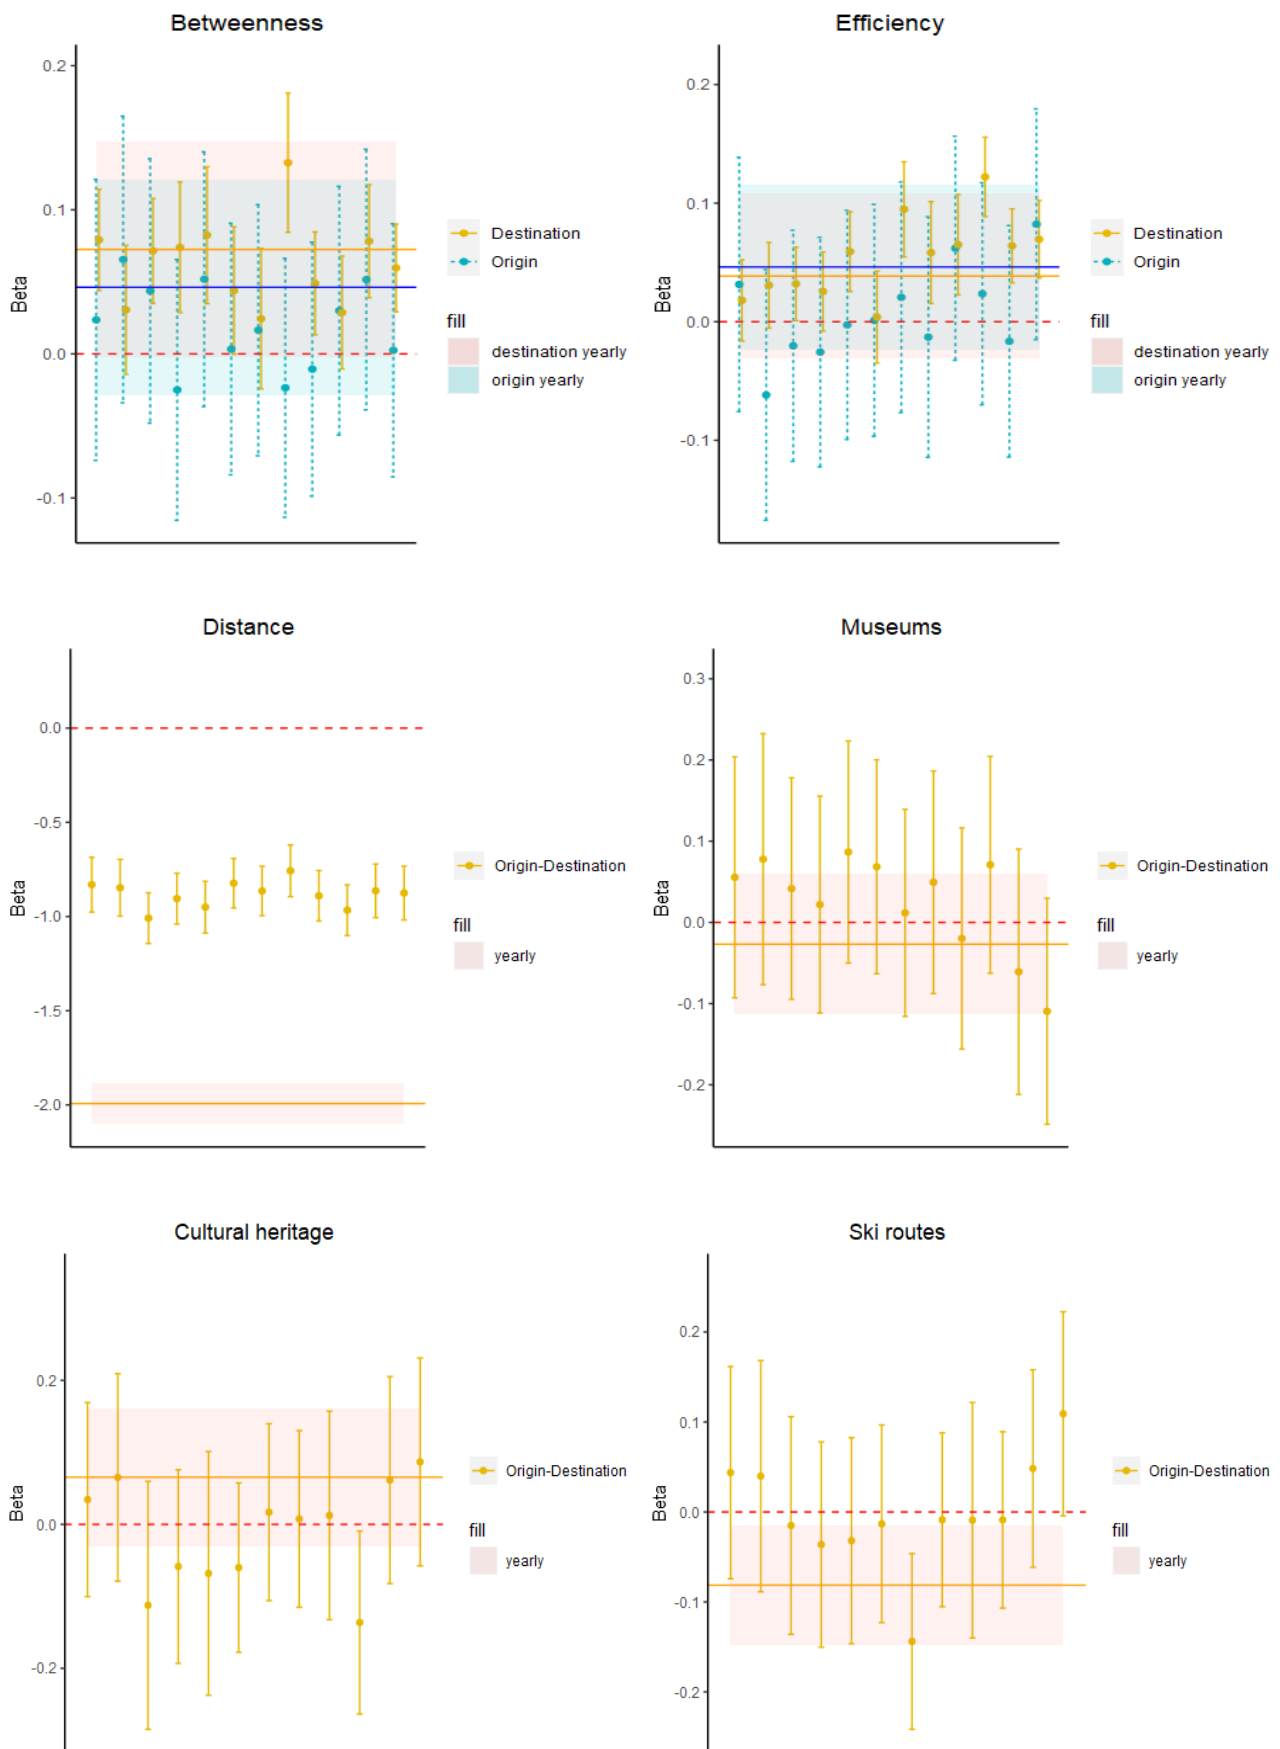 Betweenness
Efficiency
0.2
0.1
0.0
-0.1
Beta
Destination
Origin
fill
destination yearly
origin yearly
0.2
0.1
0.0
-0.1
Beta
Destination
Origin
fill
destination yearly
origin yearly
Distance
Museums
0.0
-0.5
-1.0
-1.5
-2.0
Beta
Origin-Destination
fill
yearly
0.3
0.2
0.1
0.0
-0.1
-0.2
Beta
Origin-Destination
fill
yearly
Cultural heritage
Ski routes
0.2
0.0
-0.2
Beta
Origin-Destination
fill
yearly
0.2
0.1
0.0
-0.1
-0.2
Beta
Origin-Destination
fill
yearly